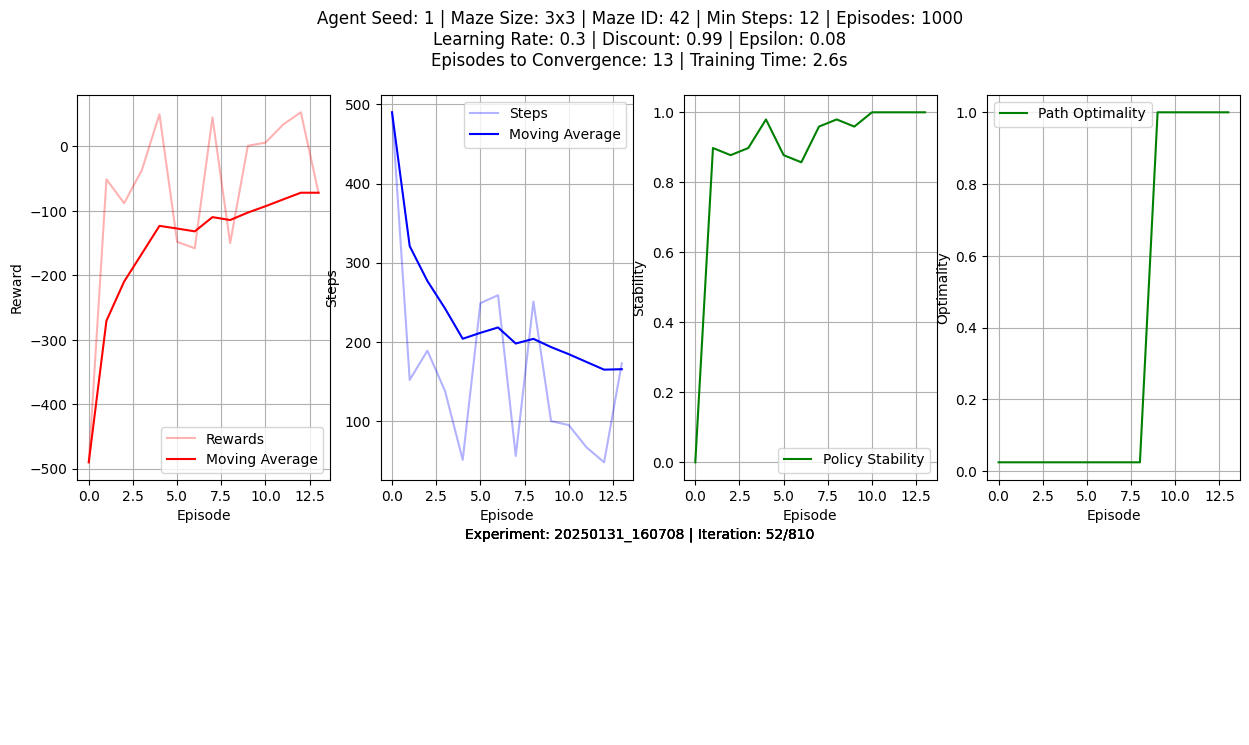 Agent Seed: 1 | Maze Size: 3x3 | Maze ID: 42 | Min Steps: 12 | Episodes: 1000
Learning Rate: 0.3 | Discount: 0.99 | Epsilon: 0.08
Episodes to Convergence: 13 | Training Time: 2.6s
Reward
0
−100
−200
−300
−400
−500
Rewards
Moving Average
0.0 2.5 5.0 7.5 10.0 12.5
Episode
Steps
500
400
300
200
100
Steps
Moving Average
0.0 2.5 5.0 7.5 10.0 12.5
Episode
Stability
1.0
0.8
0.6
0.4
0.2
0.0
Policy Stability
0.0 2.5 5.0 7.5 10.0 12.5
Episode
Optimality
1.0
0.8
0.6
0.4
0.2
0.0
Path Optimality
0.0 2.5 5.0 7.5 10.0 12.5
Episode
Experiment: 20250131_160708 | Iteration: 52/810